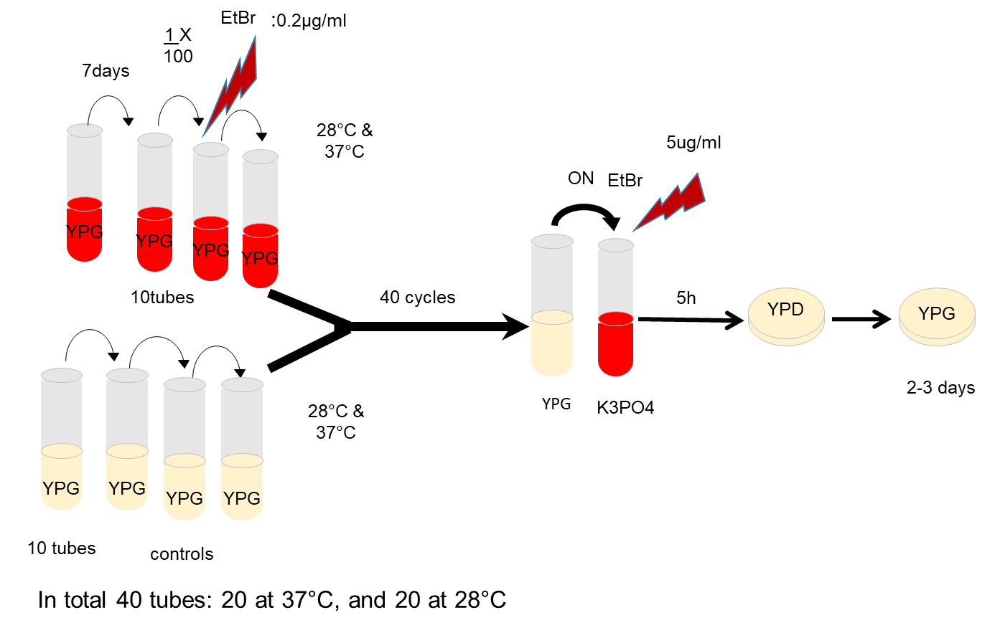 EtBr :0.2µg/ml
1 X
100
7days
28°C &
37°C
YPG
YPG
YPG
YPG
10tubes
40 cycles
5ug/ml
ON
EtBr
5h
YPD
YPG
YPG
K3PO4
2-3 days
28°C &
37°C
YPG
YPG
YPG
YPG
10 tubes
controls
In total 40 tubes: 20 at 37°C, and 20 at 28°C